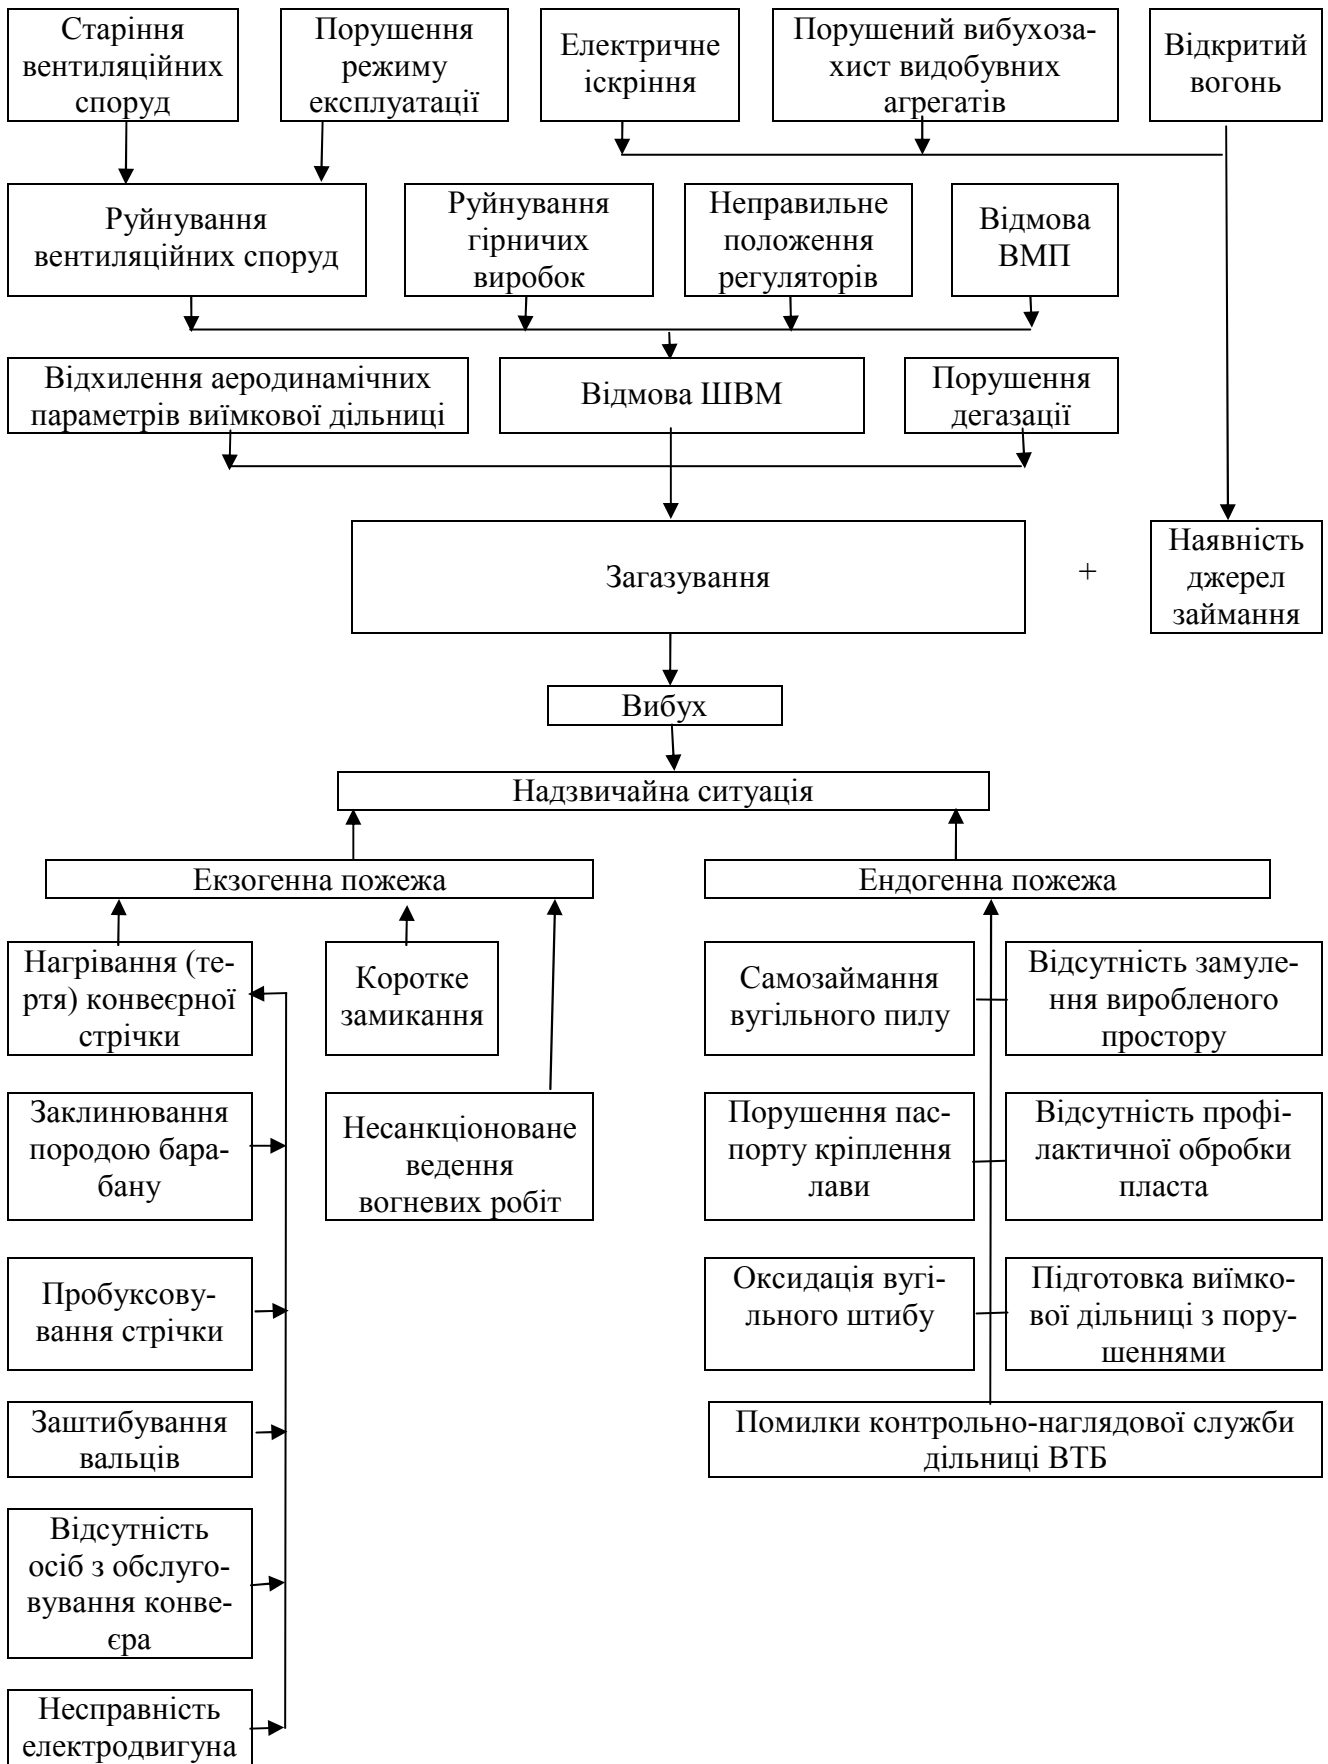 Старіння
вентиляційних
споруд
Порушення
режиму
експлуатації
Електричне
іскріння
Порушений вибухоза-
хист видобувних
агрегатів
Відкритий
вогонь
Руйнування
вентиляційних споруд
Руйнування
гірничих
виробок
Неправильне
положення
регуляторів
Відмова
ВМП
Відхилення аеродинамічних
параметрів виїмкової дільниці
Відмова ШВМ
Порушення
дегазації
Загазування
+
Наявність
джерел
займання
Вибух
Надзвичайна ситуація
Екзогенна пожежа
Ендогенна пожежа
Нагрівання (те-
ртя) конвеєрної
стрічки
Коротке
замикання
Самозаймання
вугільного пилу
Відсутність замуле-
ння виробленого
простору
Заклинювання
породою бара-
бану
Несанкціоноване
ведення
вогневих робіт
Порушення пас-
порту кріплення
лави
Відсутність профі-
лактичної обробки
пласта
Пробуксову-
вання стрічки
Оксидація вугі-
льного штибу
Підготовка виїмко-
вої дільниці з пору-
шеннями
Заштибування
вальців
Помилки контрольно-наглядової служби
дільниці ВТБ
Відсутність
осіб з обслуго-
вування конве-
єра
Несправність
електродвигуна